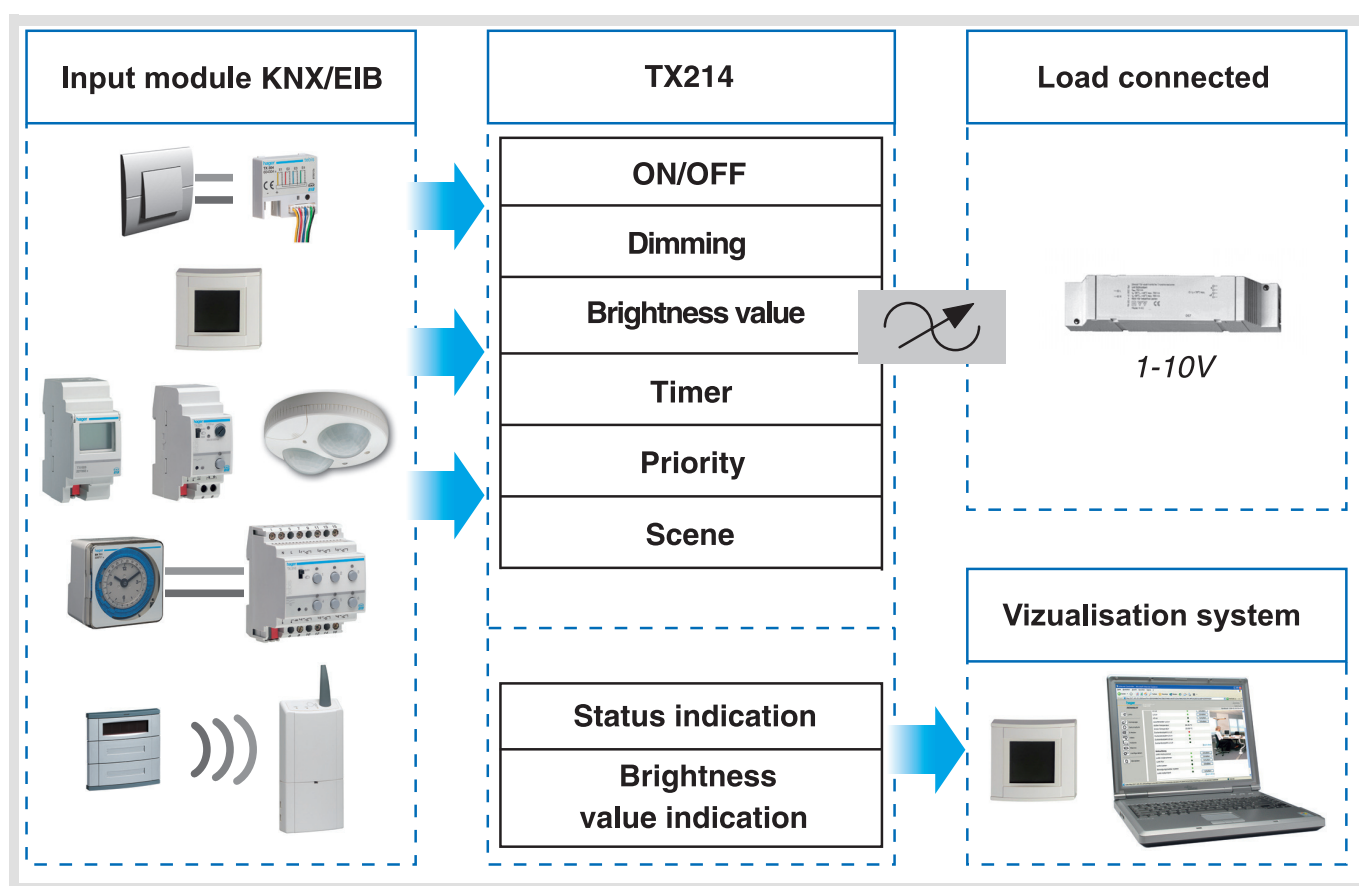 Input module KNX/EIB
TX214
Load connected
ON/OFF
Dimming
Brightness value
Timer
Priority
Scene
1-10V
Vizualisation system
Status indication
Brightness
value indication